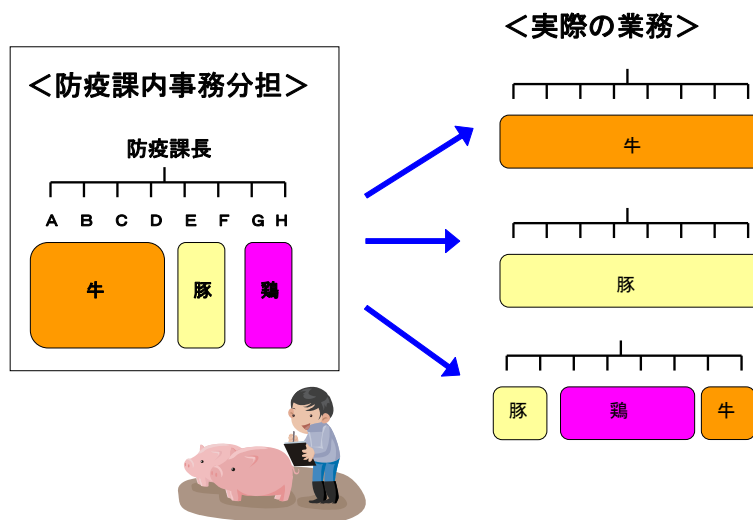 ＜防疫課内事務分担＞
防疫課長
A B C D E F G H
牛 豚 鶏
＜実際の業務＞
牛
豚
豚 鶏 牛